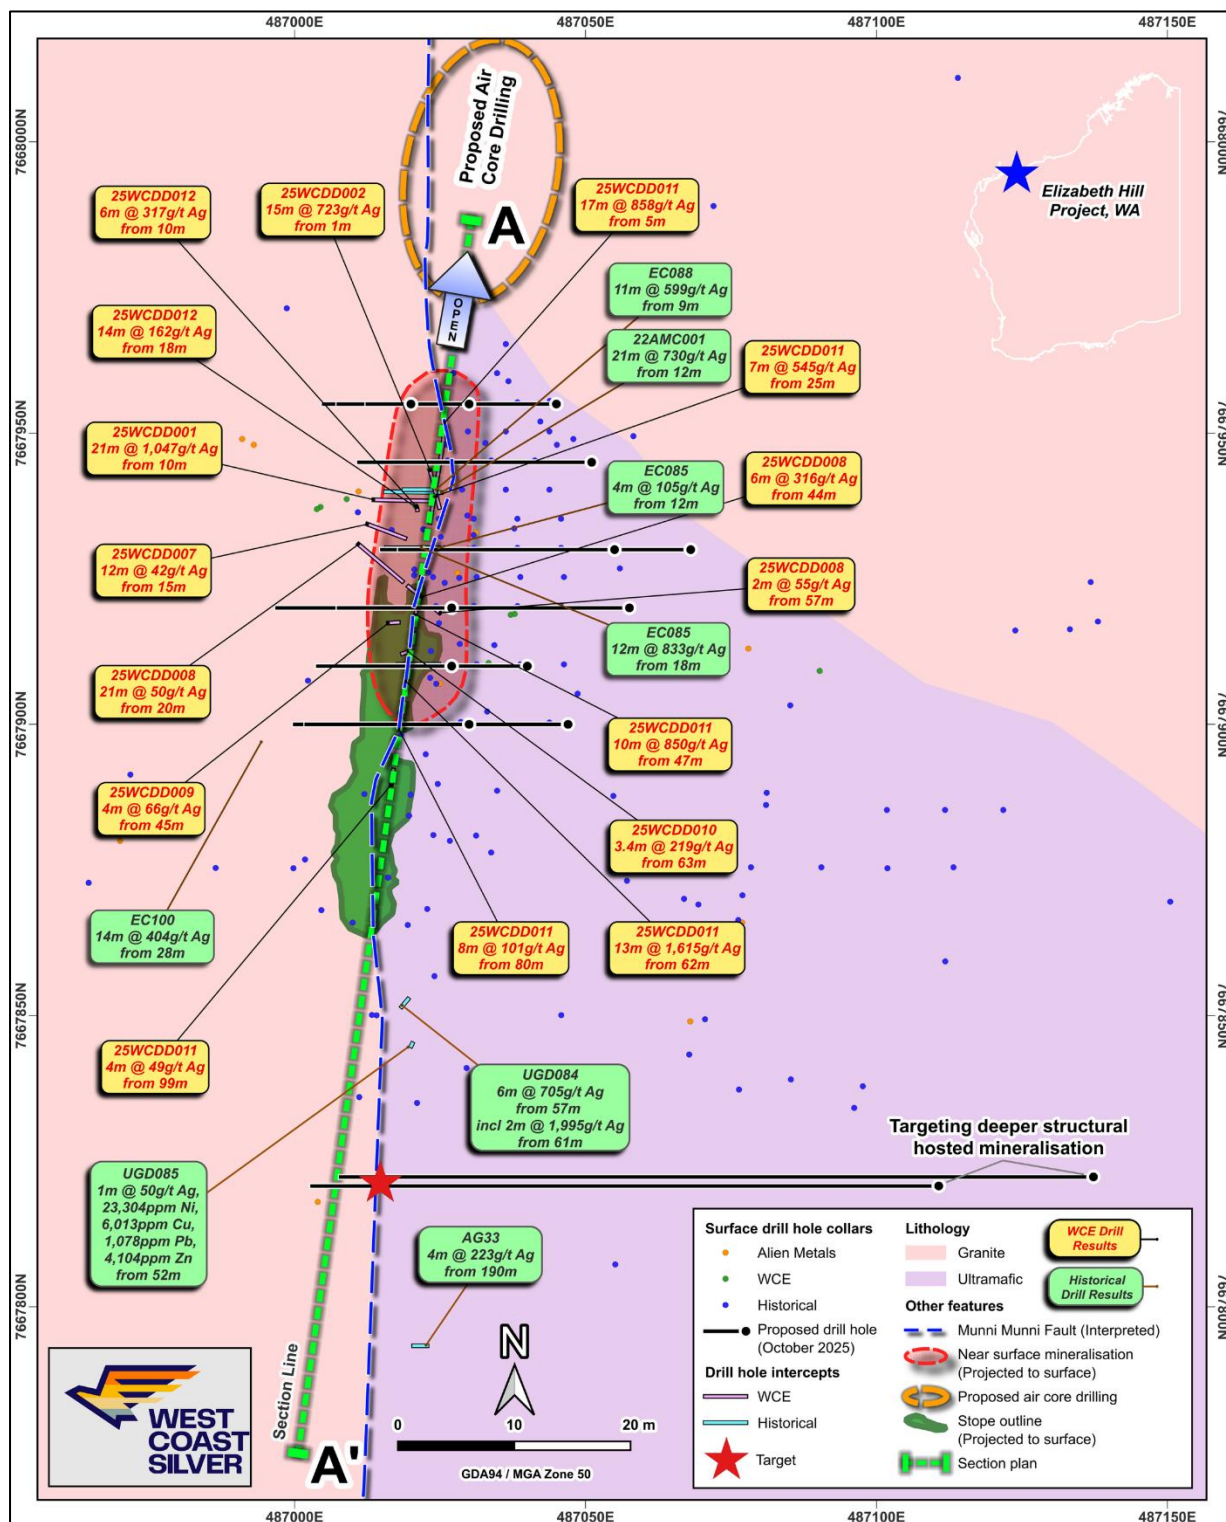 487000E
487050E
487100E
487150E
7668000N
7668000N
Proposed Air
Core Drilling
Elizabeth Hill
Project, WA
25WCDD012
6m @ 317g/t Ag
from 10m
25WCDD002
15m @ 723g/t Ag
from 1m
25WCDD011
17m @ 858g/t Ag
from 5m
A
OPEN
EC088
11m @ 599g/t Ag
from 9m
25WCDD012
14m @ 162g/t Ag
from 18m
22AMC001
21m @ 730g/t Ag
from 12m
25WCDD011
7m @ 545g/t Ag
from 25m
7667950N
7667950N
25WCDD001
21m @ 1,047g/t Ag
from 10m
EC085
4m @ 105g/t Ag
from 12m
25WCDD008
6m @ 316g/t Ag
from 44m
25WCDD007
12m @ 42g/t Ag
from 15m
25WCDD008
2m @ 55g/t Ag
from 57m
EC085
12m @ 833g/t Ag
from 18m
25WCDD008
21m @ 50g/t Ag
from 20m
7667900N
7667900N
25WCDD011
10m @ 850g/t Ag
from 47m
25WCDD009
4m @ 66g/t Ag
from 45m
25WCDD010
3.4m @ 219g/t Ag
from 63m
EC100
14m @ 404g/t Ag
from 28m
25WCDD011
8m @ 101g/t Ag
from 80m
25WCDD011
13m @ 1,615g/t Ag
from 62m
7667850N
7667850N
25WCDD011
4m @ 49g/t Ag
from 99m
UGD084
6m @ 705g/t Ag
from 57m
incl 2m @ 1,995g/t Ag
from 61m
Targeting deeper structural
hosted mineralisation
UGD085
1m @ 50g/t Ag,
23,304ppm Ni,
6,013ppm Cu,
1,078ppm Pb,
4,104ppm Zn
from 52m
AG33
4m @ 223g/t Ag
from 190m
7667800N
7667800N
Section Line
A'
WEST
COAST
SILVER
N
0 10 20 m
GDA94 / MGA Zone 50
Surface drill hole collars
Alien Metals
WCE
Historical
Proposed drill hole
(October 2025)
Drill hole intercepts
WCE
Historical
Target
Lithology
Granite
Ultramafic
Other features
Munni Munni Fault (Interpreted)
Near surface mineralisation
(Projected to surface)
Proposed air core drilling
Stope outline
(Projected to surface)
Section plan
WCE Drill
Results
Historical
Drill Results
487000E
487050E
487100E
487150E